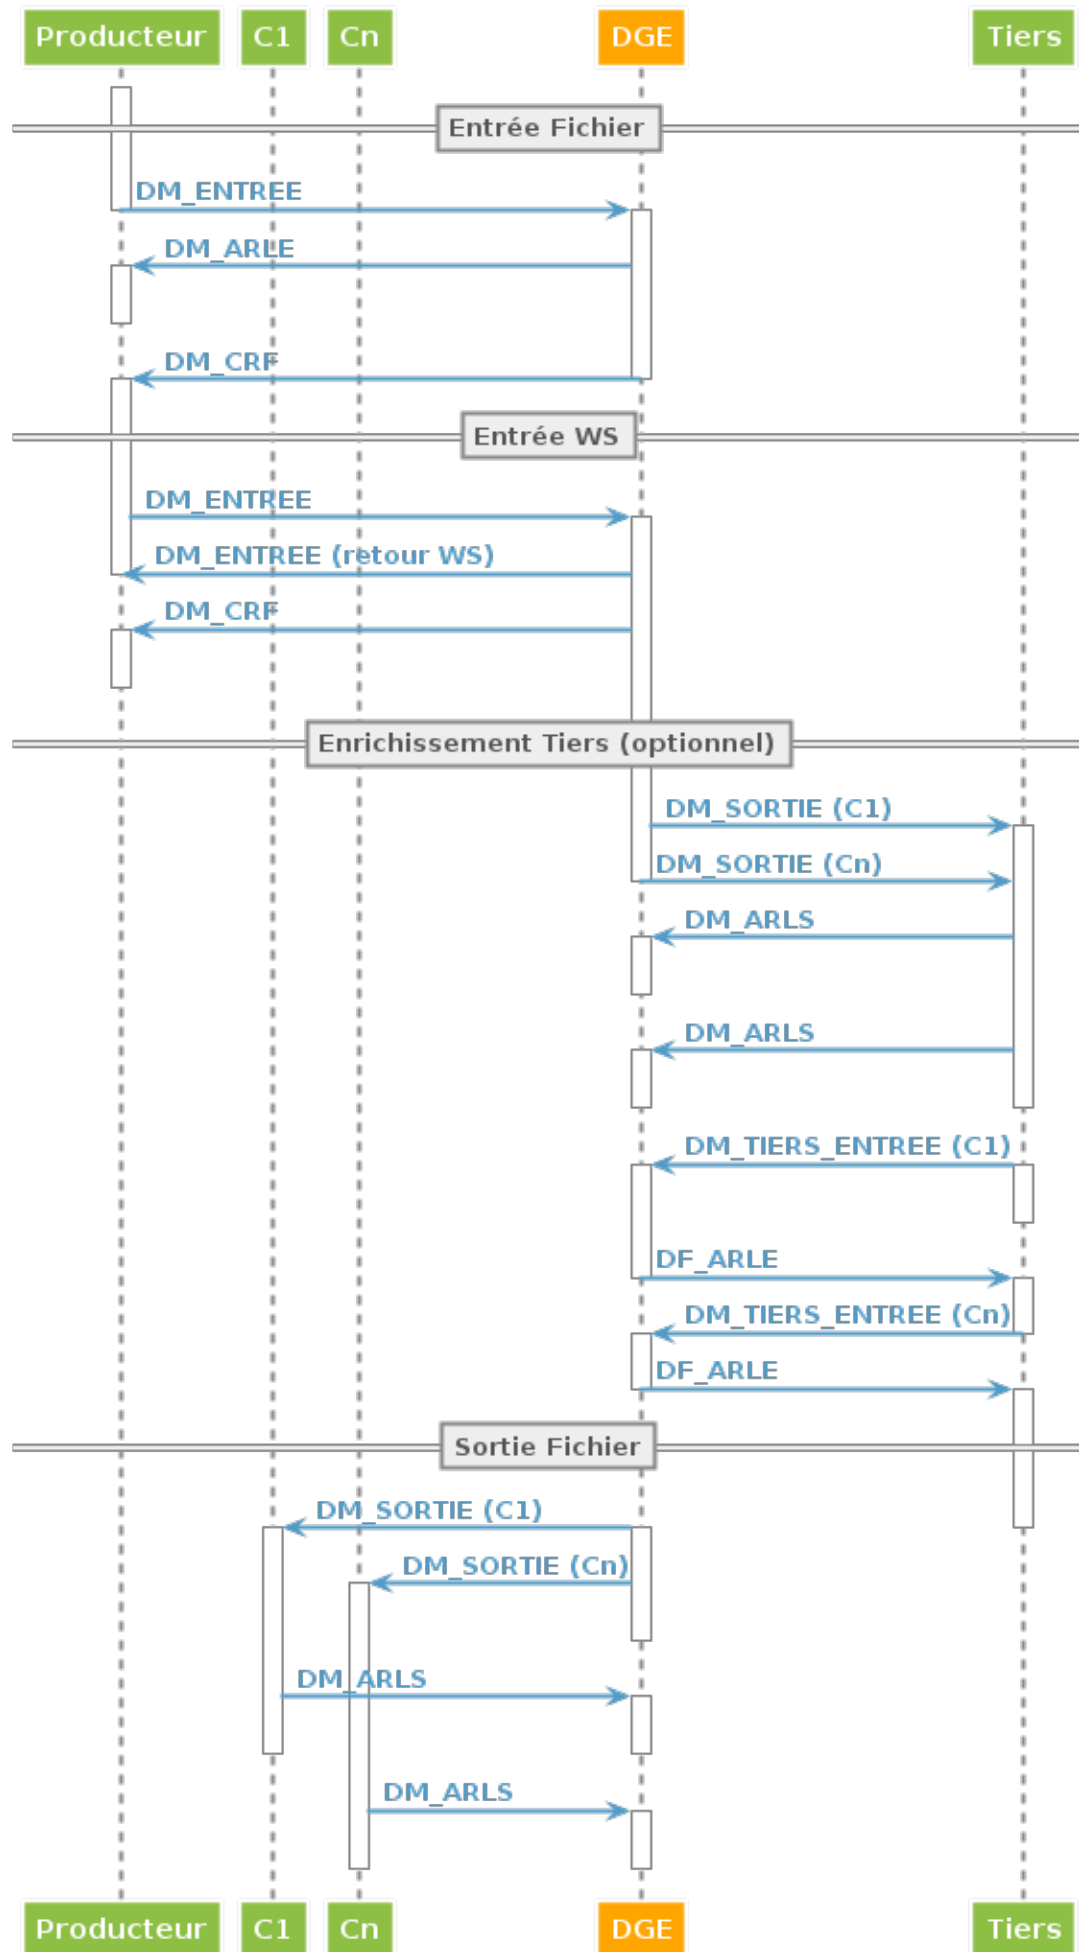 Producteur C1 Cn DGE Tiers
Entrée Fichier
DM_ENTREE
DM_ARLE
DM_CRF
Entrée WS
DM_ENTREE
DM_ENTREE (retour WS)
DM_CRF
Enrichissement Tiers (optionnel)
DM_SORTIE (C1)
DM_SORTIE (Cn)
DM_ARLS
DM_ARLS
DM_TIERS_ENTREE (C1)
DF_ARLE
DM_TIERS_ENTREE (Cn)
DF_ARLE
Sortie Fichier
DM_SORTIE (C1)
DM_SORTIE (Cn)
DM_ARLS
DM_ARLS
Producteur C1 Cn DGE Tiers